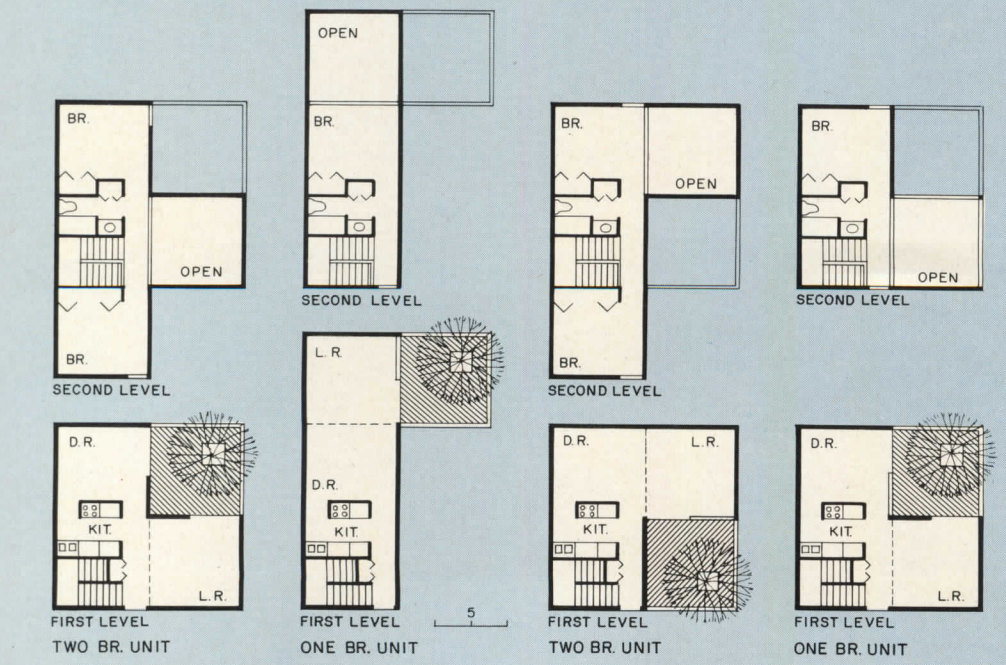 OPEN
BR.
SECOND LEVEL
BR.
OPEN
BR.
SECOND LEVEL
BR.
OPEN
BR.
SECOND LEVEL
BR.
OPEN
SECOND LEVEL
D.R.
KIT.
L.R.
FIRST LEVEL
TWO BR. UNIT
L.R.
D.R.
KIT.
FIRST LEVEL
ONE BR. UNIT
5
D.R.
L.R.
KIT.
FIRST LEVEL
TWO BR. UNIT
D.R.
KIT.
L.R.
FIRST LEVEL
ONE BR. UNIT